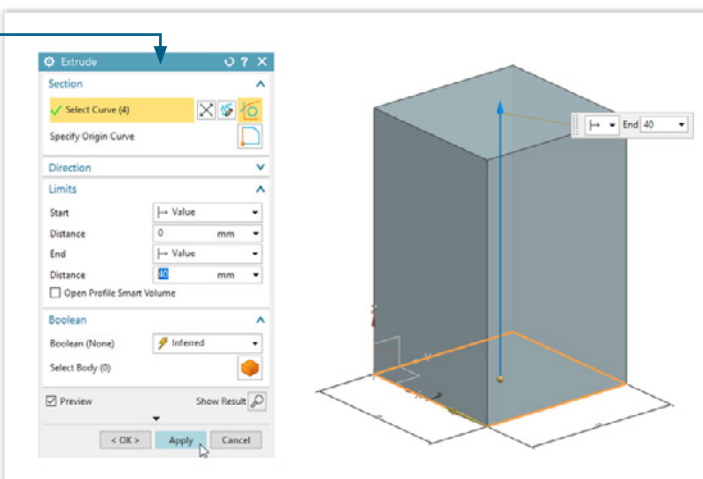 Extrude
Section
Select Curve (4)
Specify Origin Curve
Direction
Limits
Start Value
Distance 0 mm
End Value
Distance 40 mm
Open Profile Smart Volume
Boolean
Boolean (None) Inferred
Select Body (0)
Preview Show Result
< OK > Apply Cancel
End 40
Z
Y
X